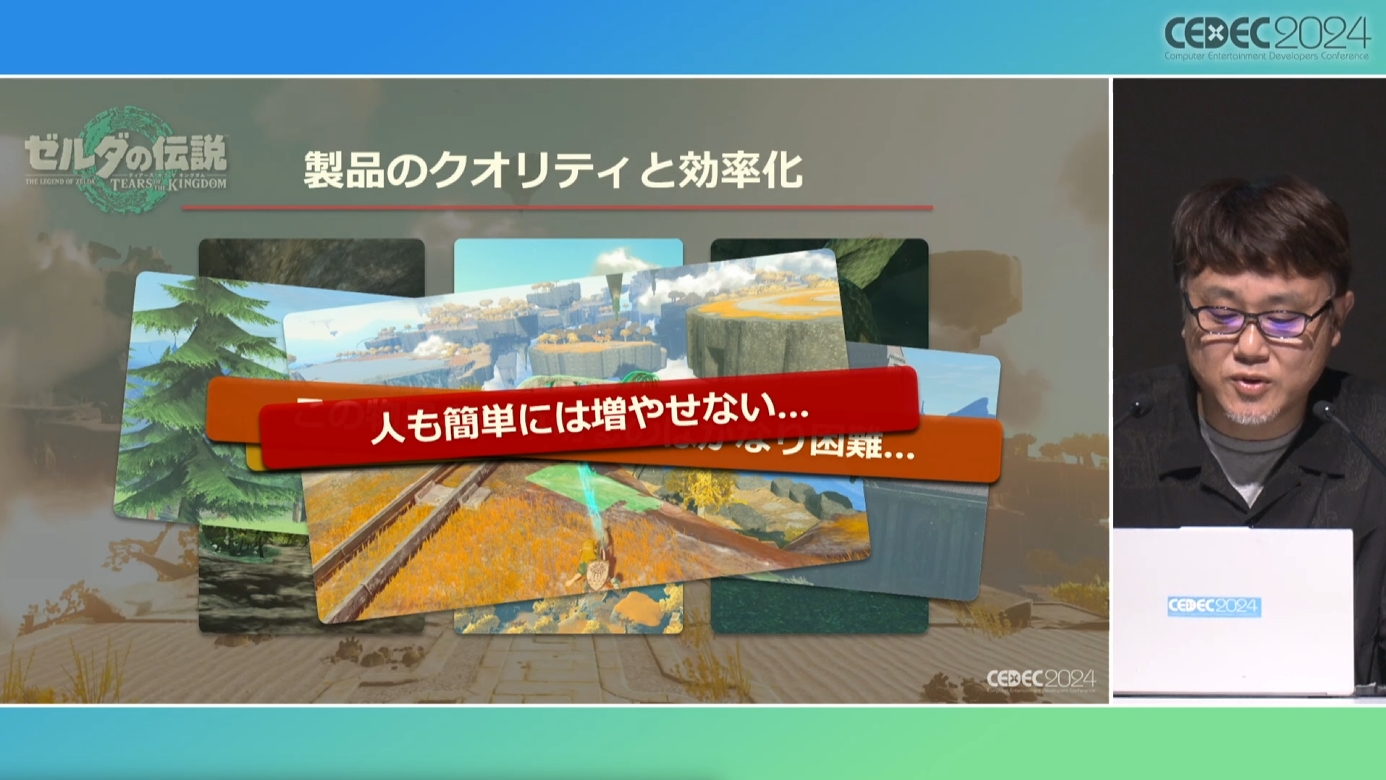 CEDEC2024
Computer Entertainment Developers Conference
ゼルダの伝説
THE LEGEND OF ZELDA
TEARS OF THE KINGDOM
製品のクオリティと効率化
人も簡単には増やせない…
かなり困難…
CEDEC2024
CEDEC2024